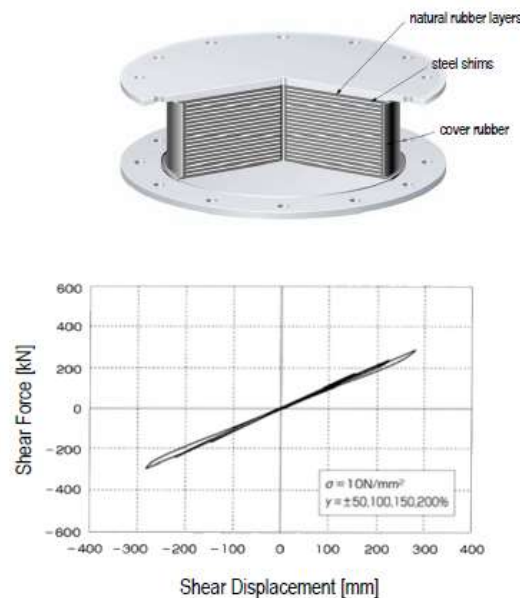 natural rubber layers
steel shims
cover rubber
600
400
200
0
−200
−400
−600
−400 −300 −200 −100 0 100 200 300 400
Shear Force [kN]
σ = 10N/mm²
γ = ±50,100,150,200%
Shear Displacement [mm]